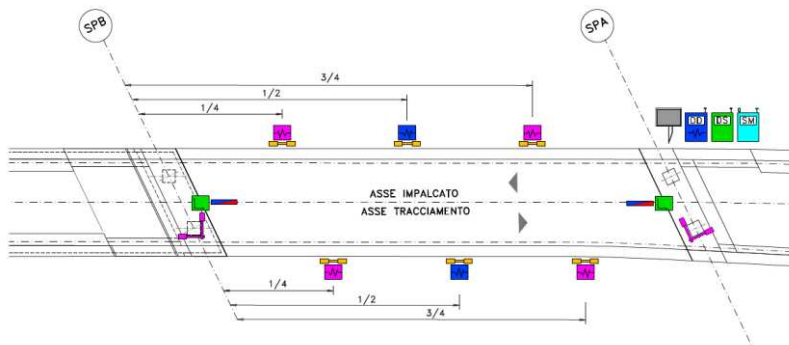 SPB
SPA
3/4
1/2
1/4
DD
DS
SM
ASSE IMPALCATO
ASSE TRACCIAMENTO
1/4
1/2
3/4